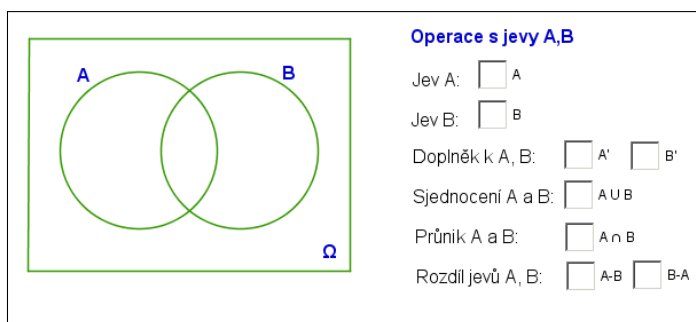 A
B
Ω
Operace s jevy A,B
Jev A: A
Jev B: B
Doplněk k A, B: A' B'
Sjednocení A a B: A U B
Průnik A a B: A ∩ B
Rozdíl jevů A, B: A-B B-A